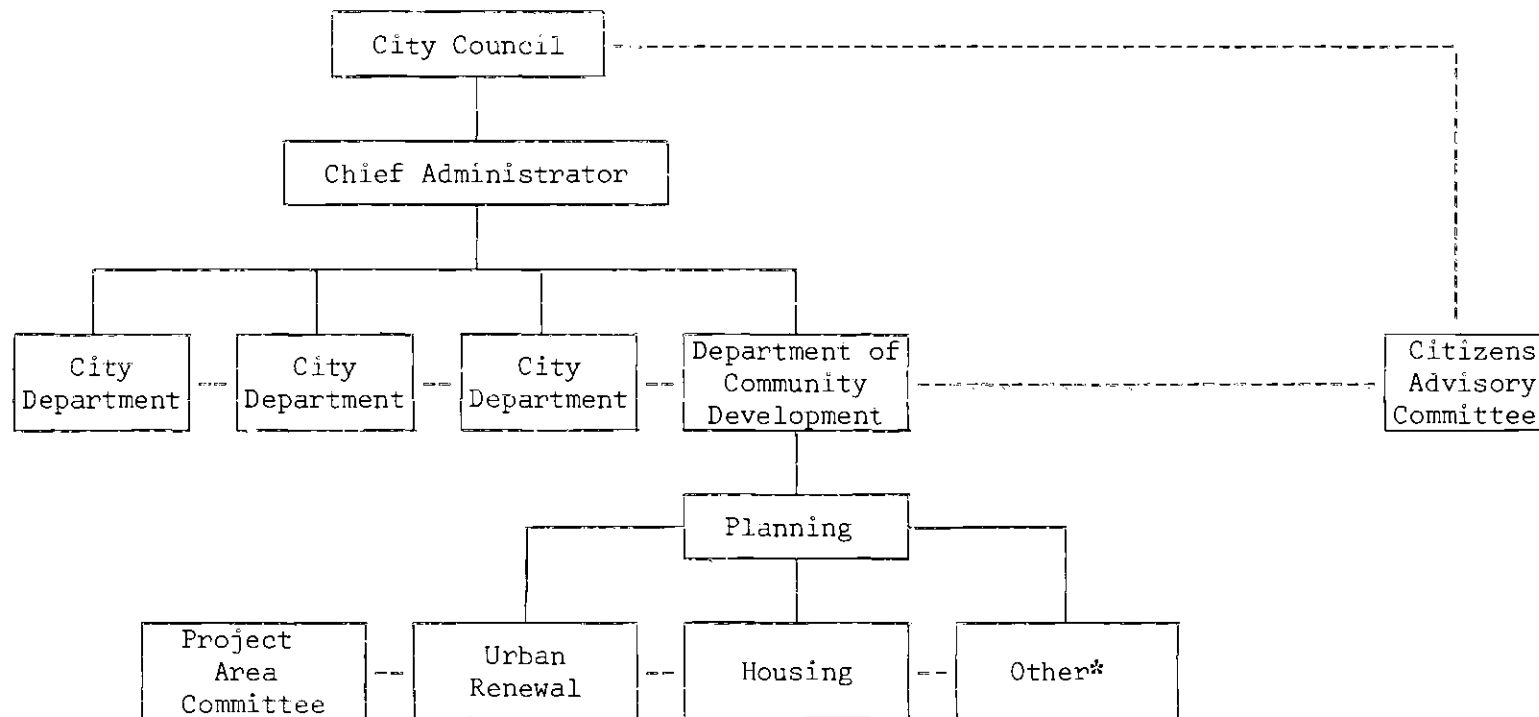 City Council
Chief Administrator
City
Department
City
Department
City
Department
Department of
Community
Development
Citizens
Advisory
Committee
Planning
Project
Area
Committee
Urban
Renewal
Housing
Other*